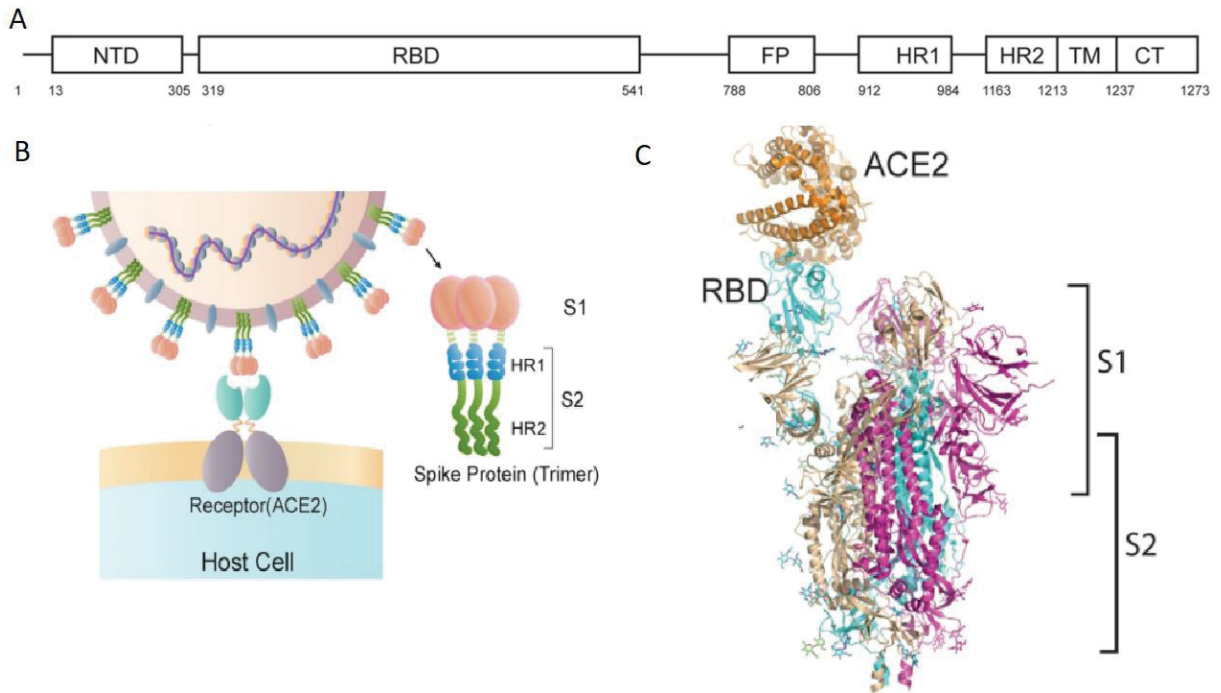 A
NTD RBD FP HR1 HR2 TM CT
1 13 305 319 541 788 806 912 984 1163 1213 1237 1273
B
C
ACE2
RBD
S1
HR1
S2
HR2
Spike Protein (Trimer)
Receptor(ACE2)
Host Cell
S1
S2